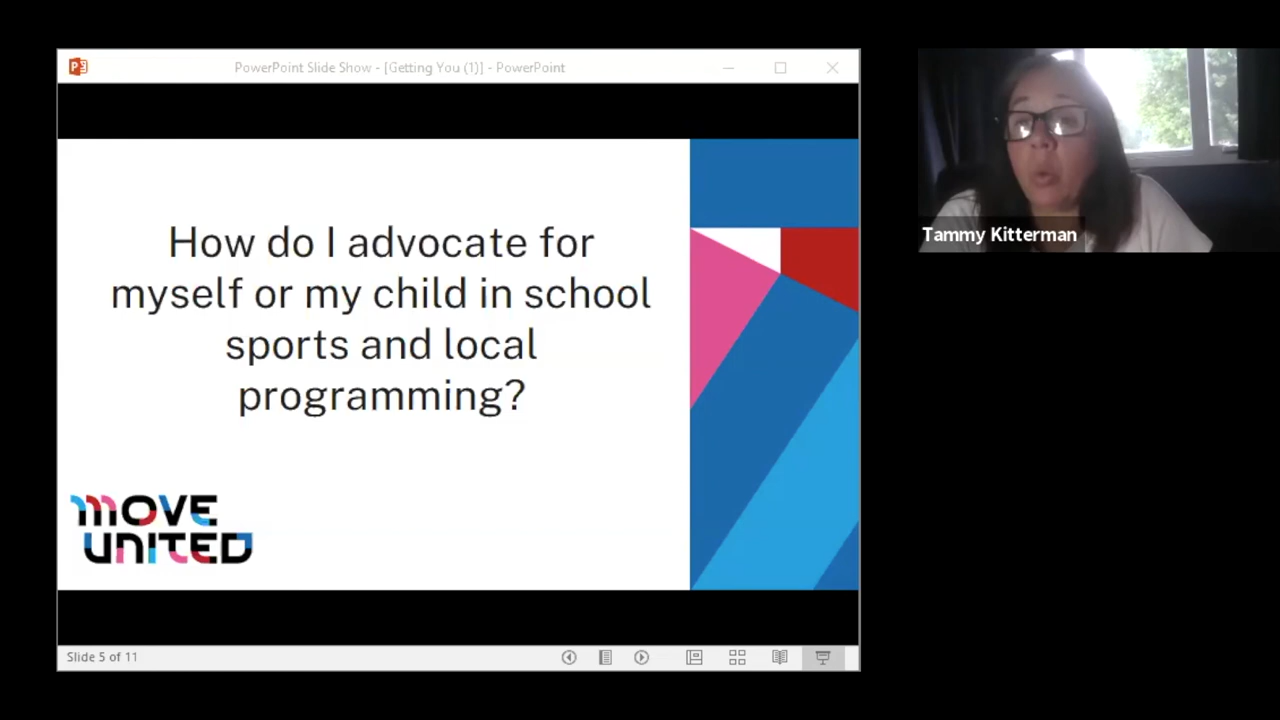 PowerPoint Slide Show - [Getting You (1)] - PowerPoint
How do I advocate for
myself or my child in school
sports and local
programming?
MOVE
UNITED
Slide 5 of 11
Tammy Kitterman